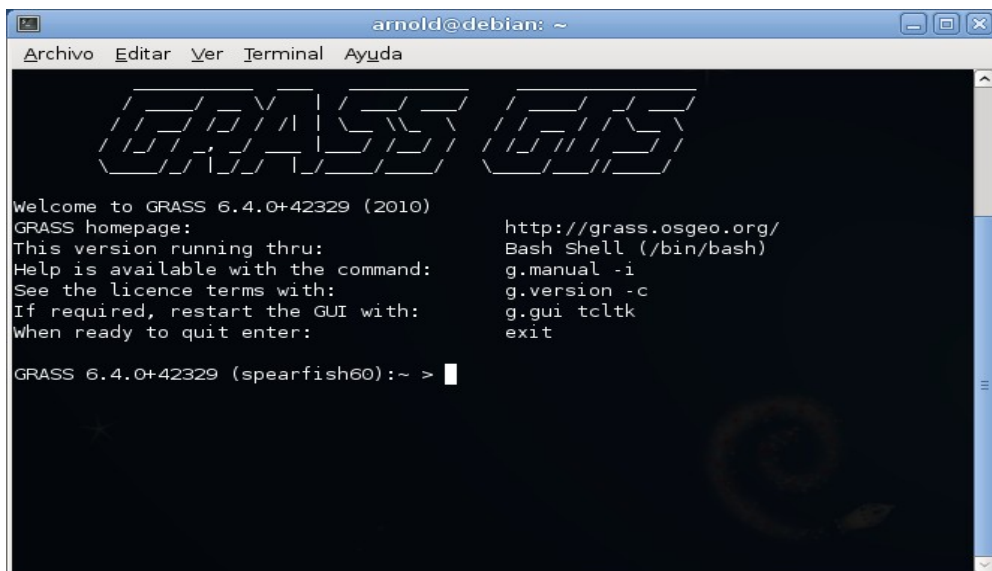 arnold@debian: ~
Archivo Editar Ver Terminal Ayuda
GRASS GIS
Welcome to GRASS 6.4.0+42329 (2010)
GRASS homepage: http://grass.osgeo.org/
This version running thru: Bash Shell (/bin/bash)
Help is available with the command: g.manual -i
See the licence terms with: g.version -c
If required, restart the GUI with: g.gui tcltk
When ready to quit enter: exit
GRASS 6.4.0+42329 (spearfish60):~ >